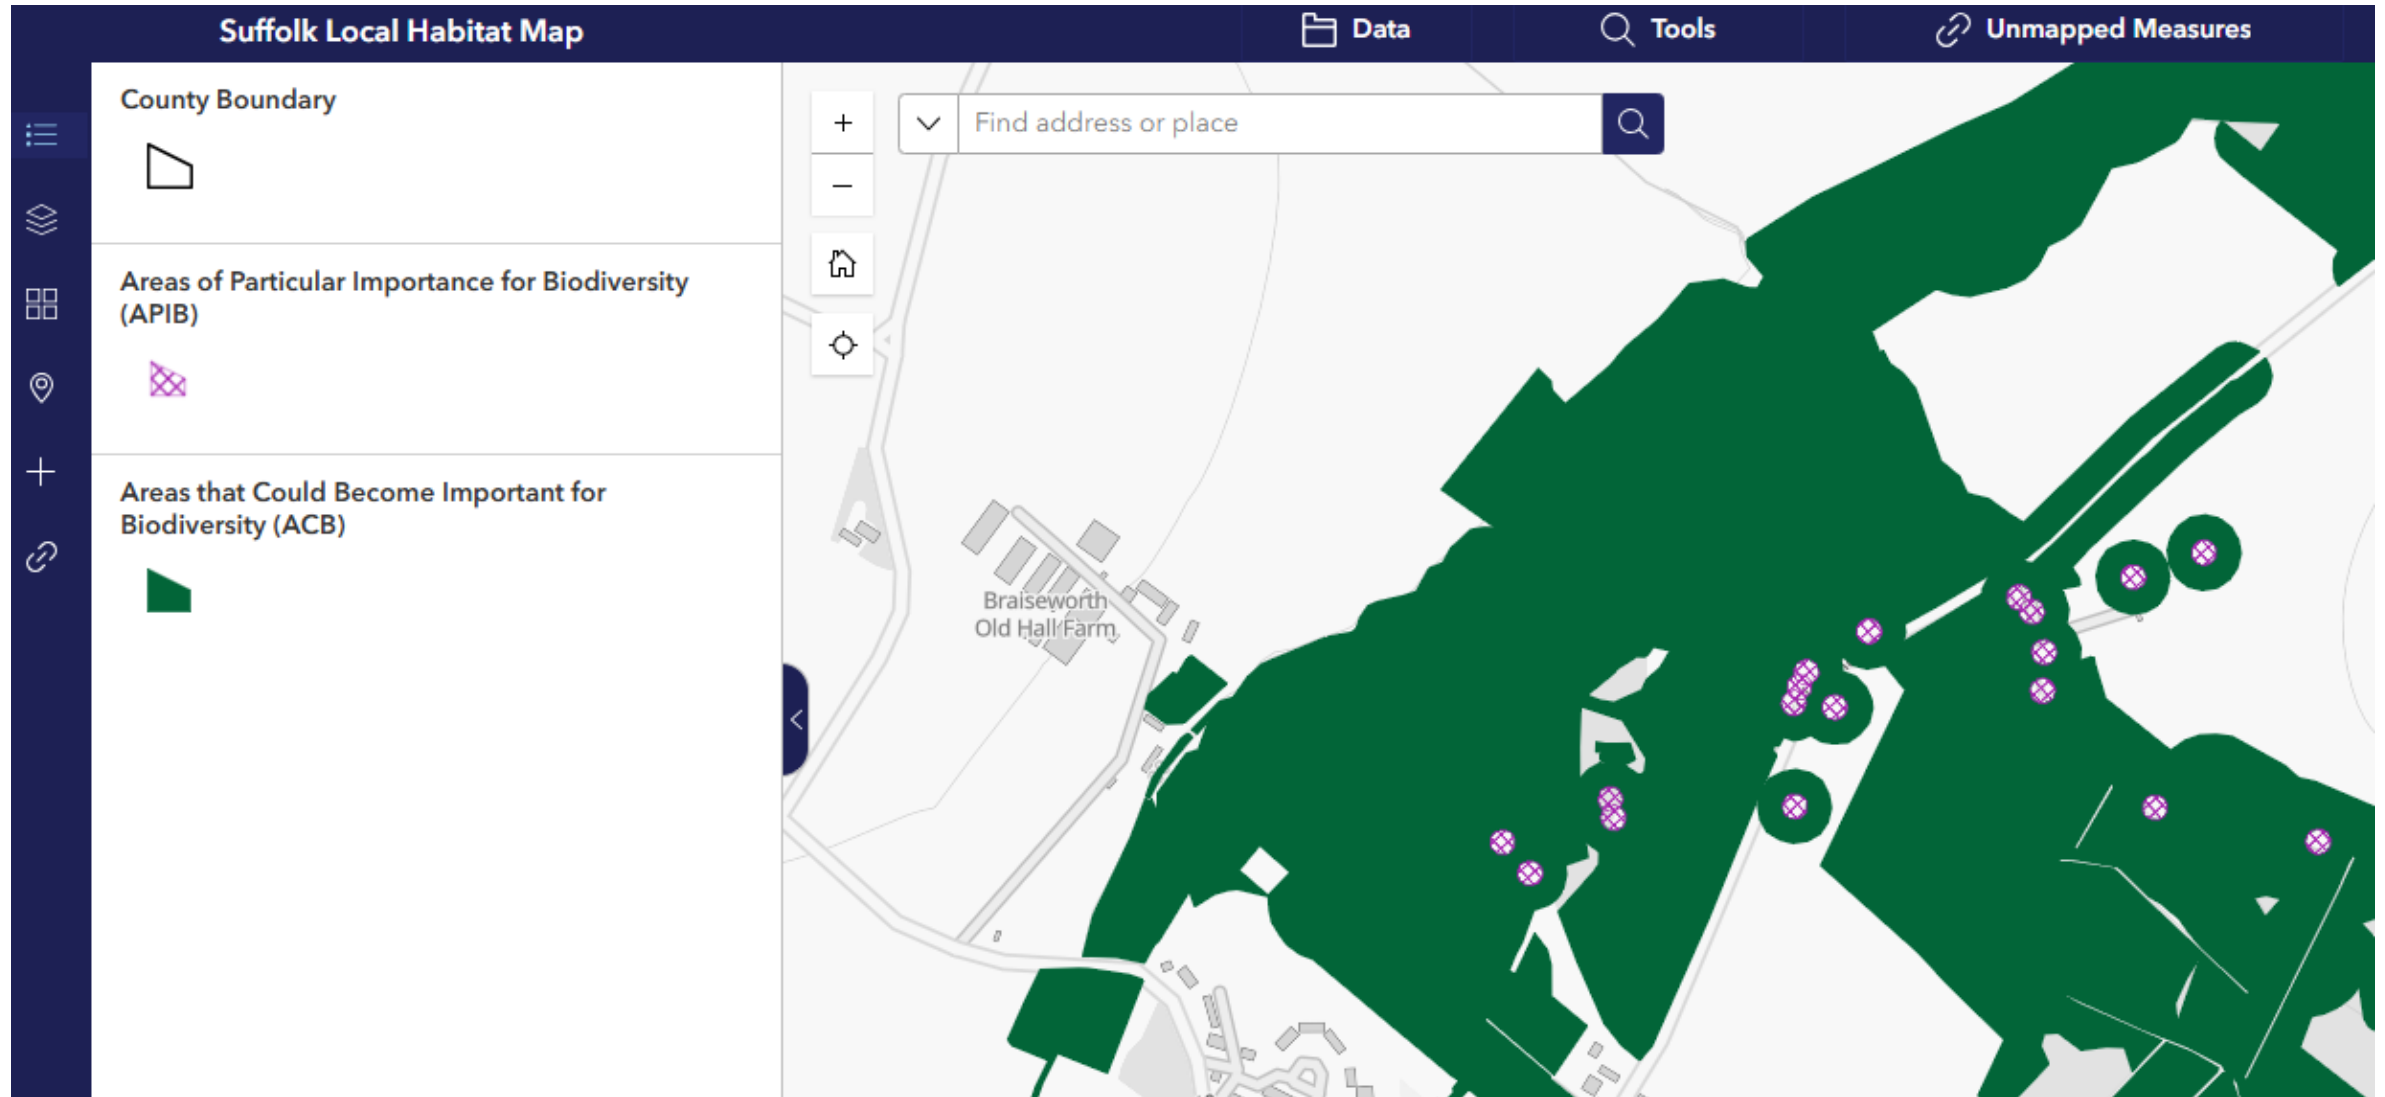 Suffolk Local Habitat Map
Data
Tools
Unmapped Measures
County Boundary
Areas of Particular Importance for Biodiversity
(APIB)
Areas that Could Become Important for
Biodiversity (ACB)
Find address or place
Braiseworth
Old Hall Farm